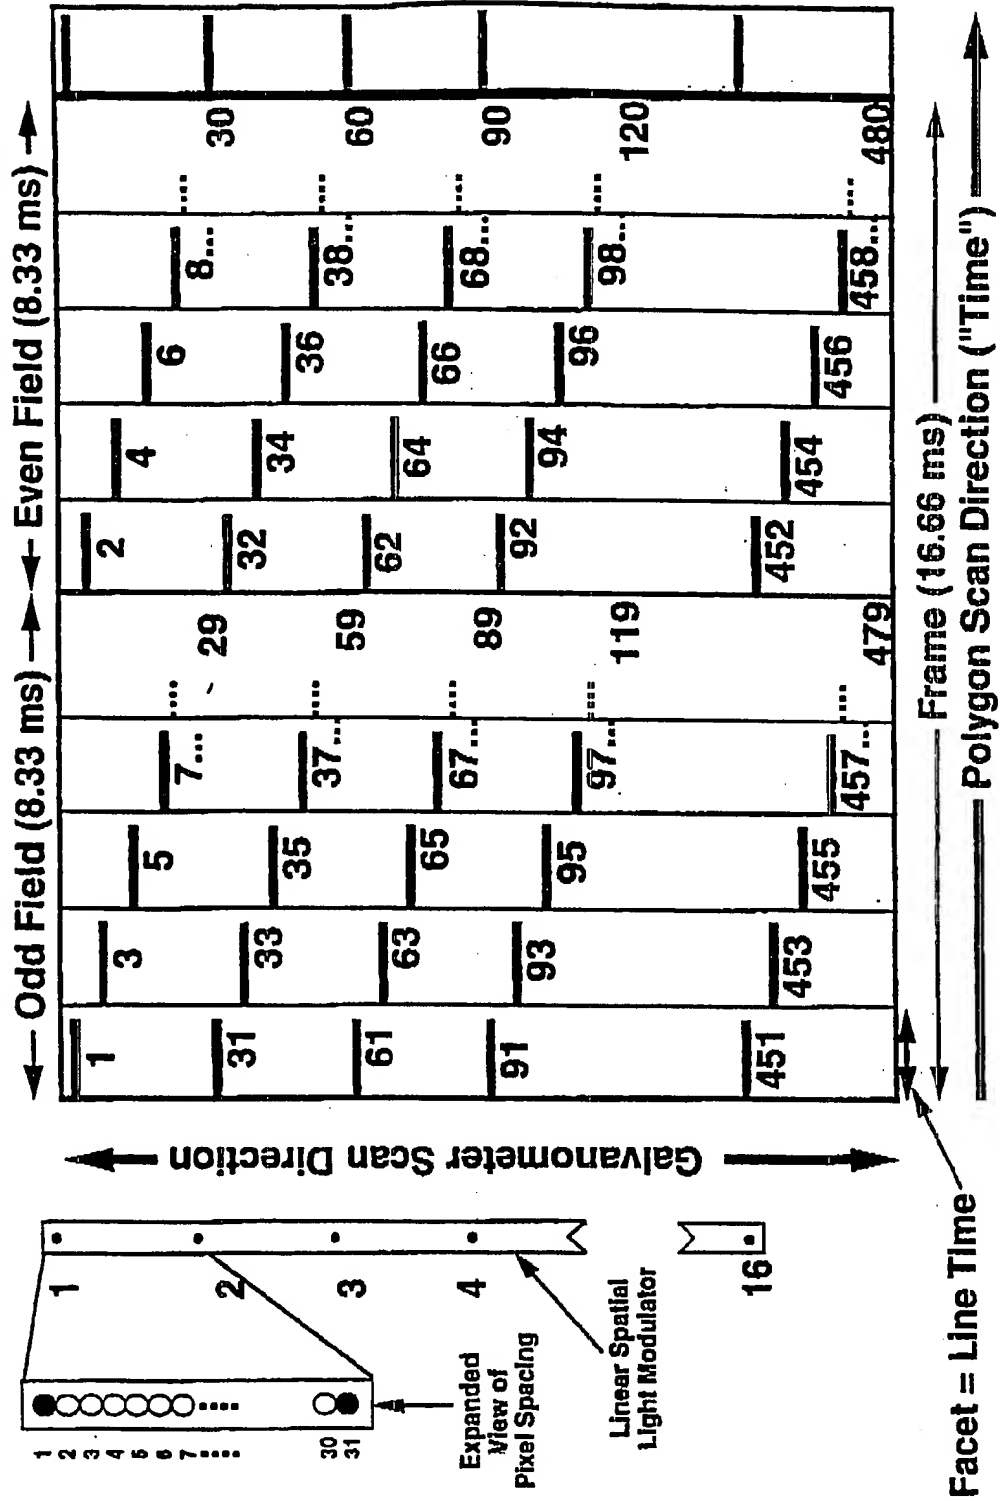 Odd Field (8.33 ms)
Even Field (8.33 ms)
1
2
3
4
5
6
7
30
31
Expanded
View of
Pixel Spacing
1
2
3
4
16
Linear Spatial
Light Modulator
Galvanometer Scan Direction
1 3 5 7... 2 4 6 8...
29 30
31 33 35 37... 32 34 36 38...
59 60
61 63 65 67... 62 64 66 68...
89 90
91 93 95 97... 92 94 96 98...
119 120
451 453 455 457... 452 454 456 458...
479 480
Frame (16.66 ms)
Facet = Line Time
Polygon Scan Direction ("Time")